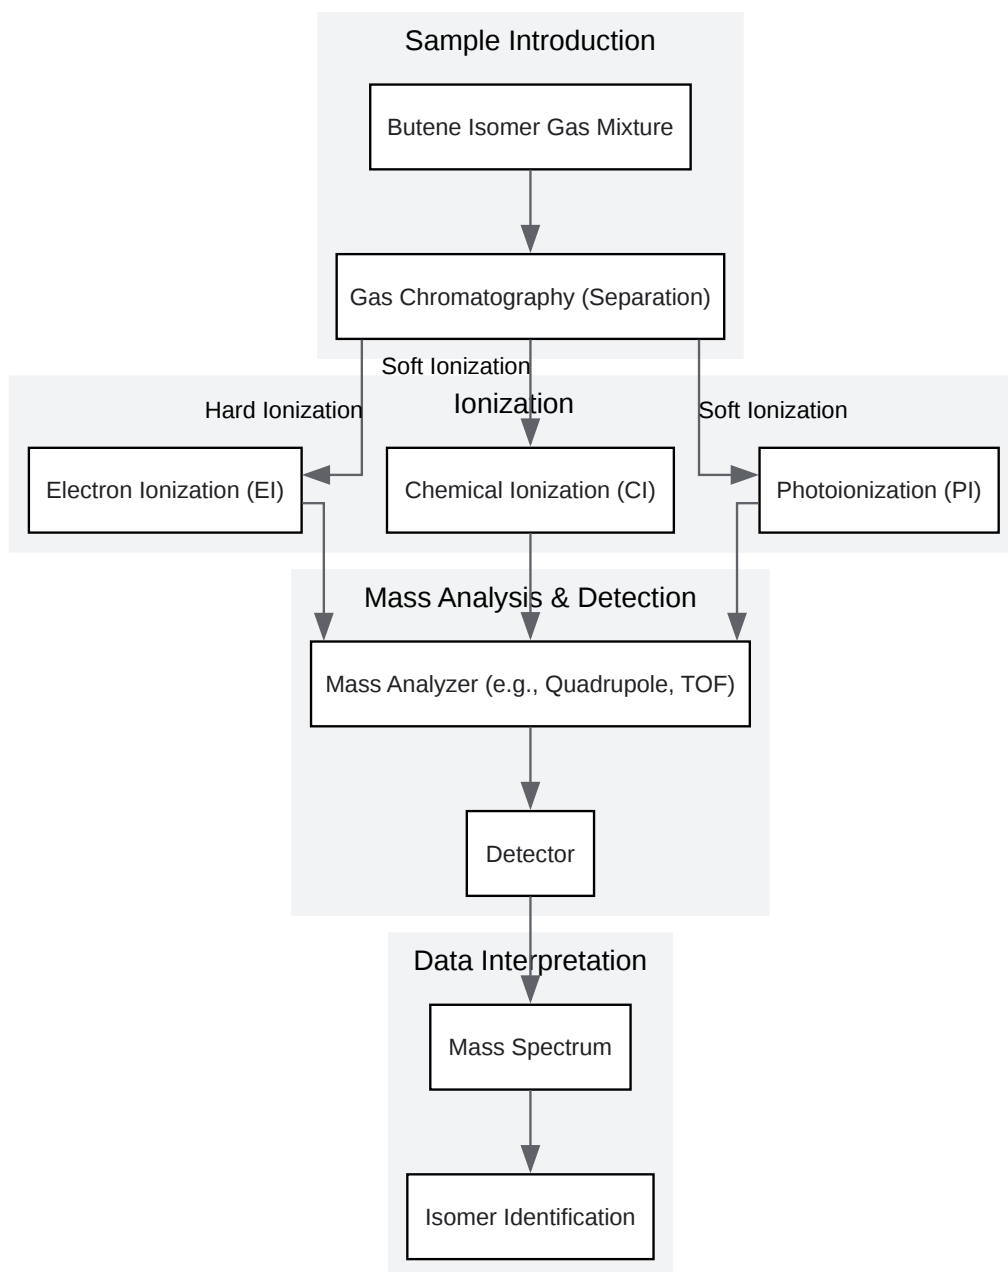 Sample Introduction
Butene Isomer Gas Mixture
Gas Chromatography (Separation)
Soft Ionization
Hard Ionization
Ionization
Soft Ionization
Electron Ionization (EI)
Chemical Ionization (CI)
Photoionization (PI)
Mass Analysis & Detection
Mass Analyzer (e.g., Quadrupole, TOF)
Detector
Data Interpretation
Mass Spectrum
Isomer Identification